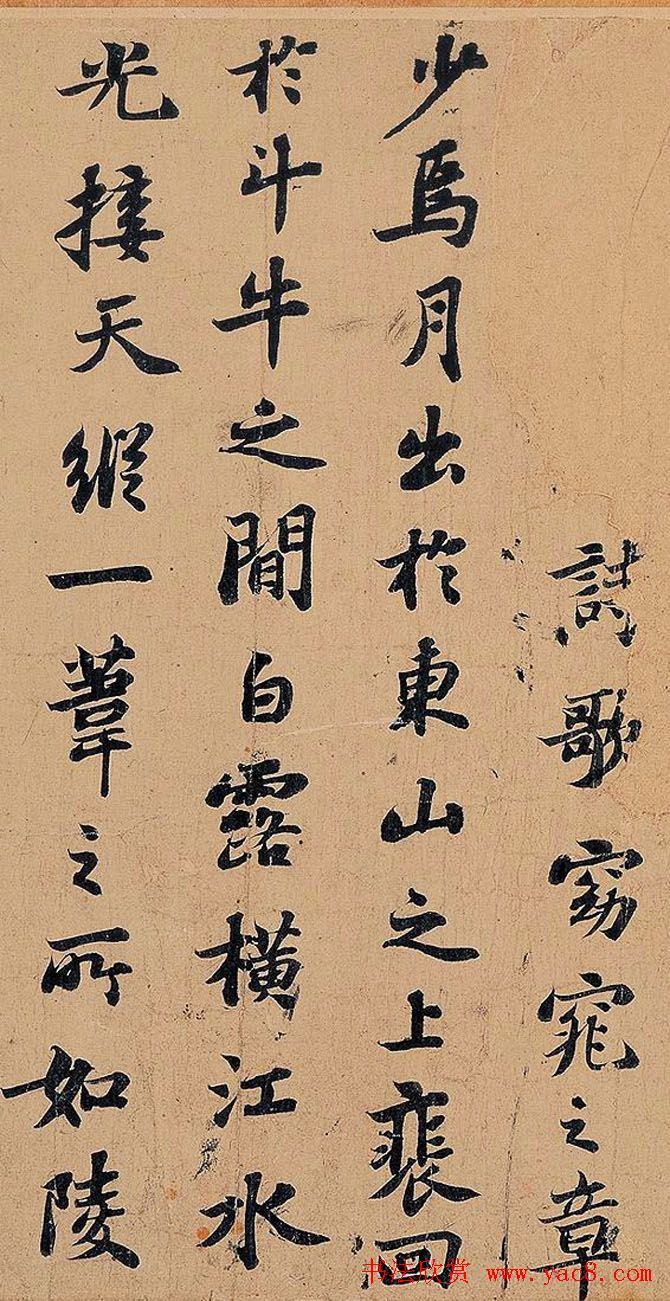 詩歌窈窕之章
少焉月出於東山之上裵回
於斗牛之間白露橫江水
光接天縱一葦之所如陵
书法欣赏 www.yac8.com